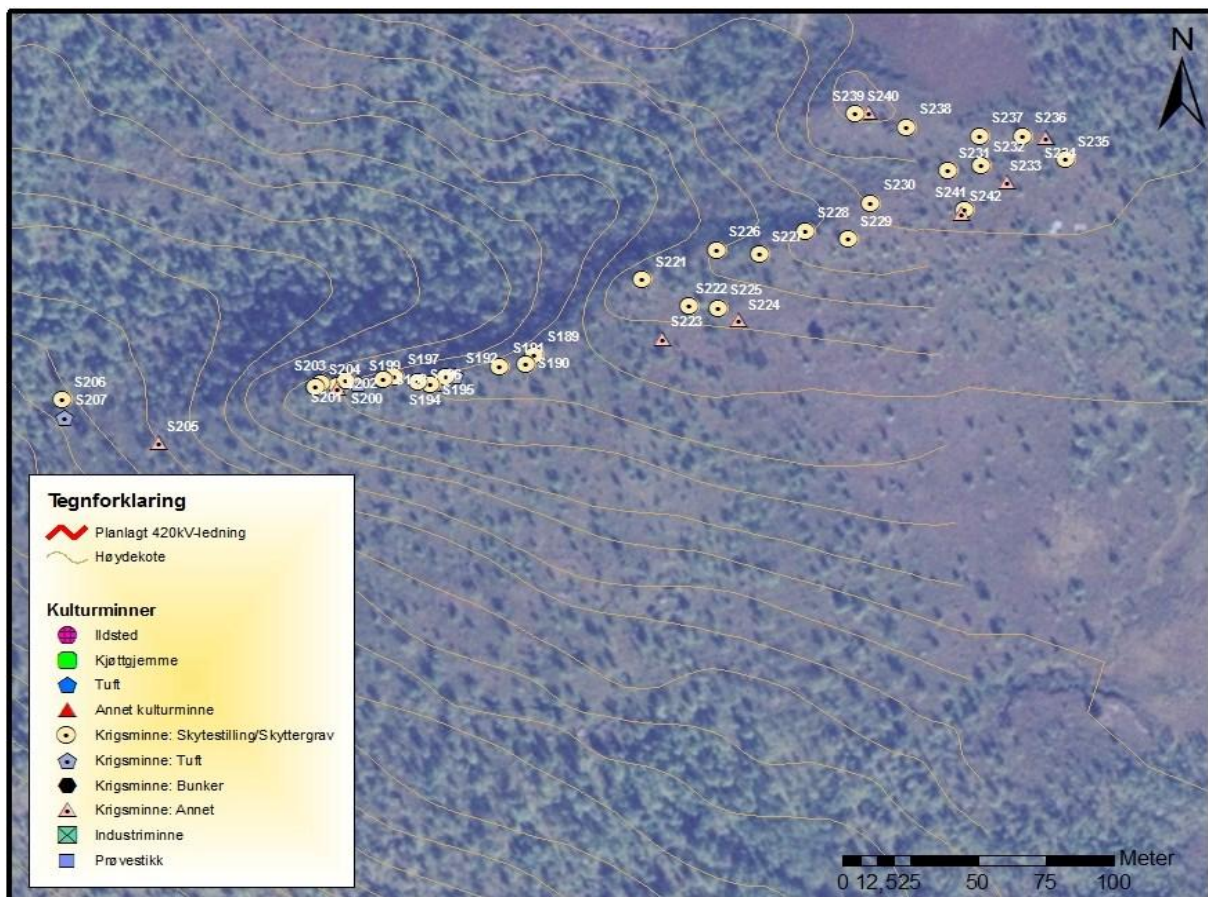 N
S239 S240
S238
S237 S236
S235
S231 S232
S234
S233
S230
S241 S242
S228
S229
S226
S227
S221
S222 S225
S224
S223
S189
S191
S190
S192
S197
S199
S203 S204
S195
S194
S202
S201 S200
S206
S207
S205
Tegnforklaring
Planlagt 420kV-ledning
Høydekote
Kulturminner
Ildsted
Kjøttgjemme
Tuft
Annet kulturminne
Krigsminne: Skytestilling/Skyttergrav
Krigsminne: Tuft
Krigsminne: Bunker
Krigsminne: Annet
Industriminne
Prøvestikk
Meter
0 12,525 50 75 100